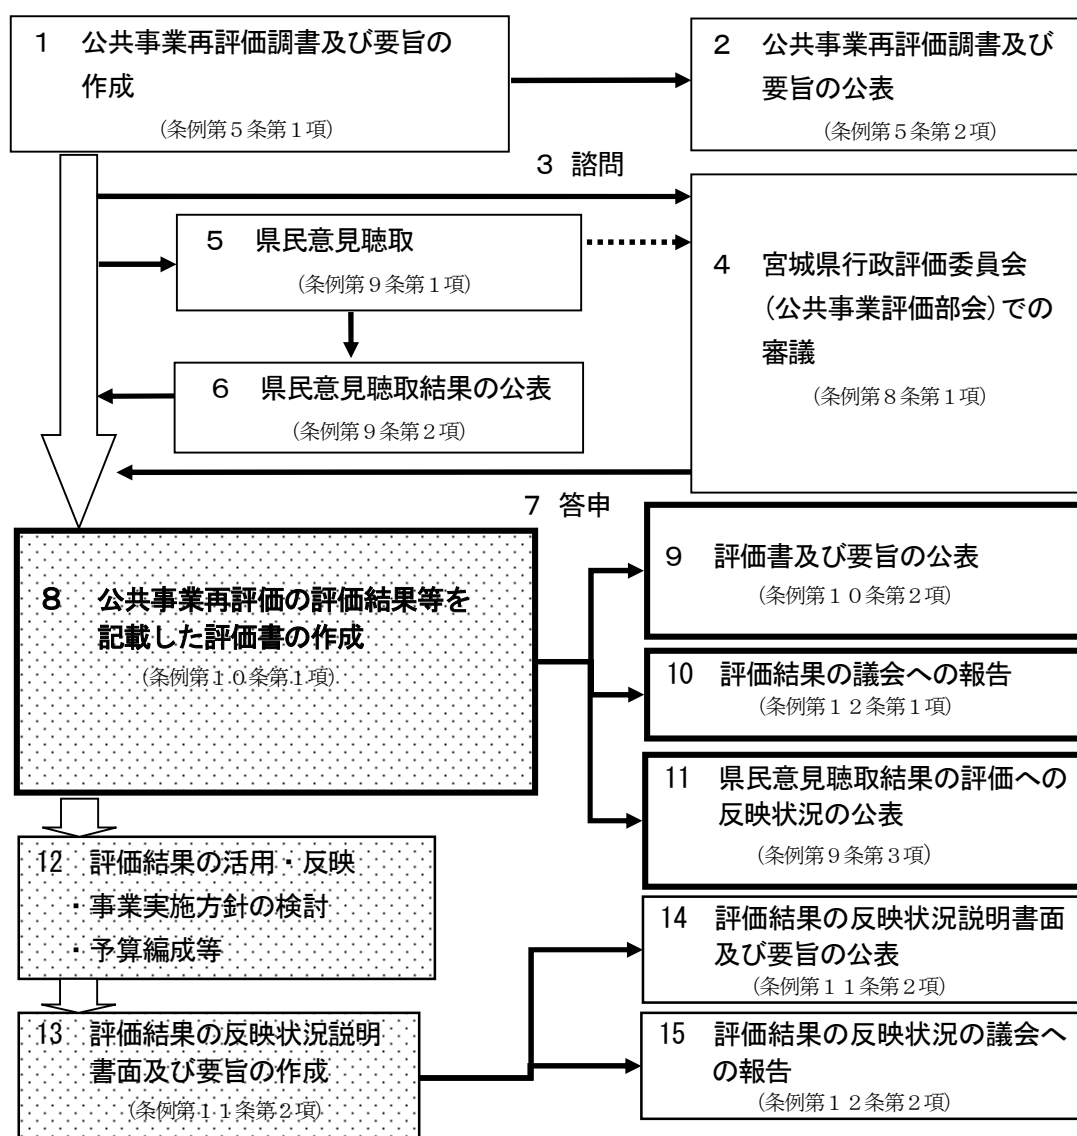 1 公共事業再評価調書及び要旨の
作成
（条例第５条第１項）
2 公共事業再評価調書及び
要旨の公表
（条例第５条第２項）
3 諮問
5 県民意見聴取
（条例第９条第１項）
4 宮城県行政評価委員会
（公共事業評価部会）での
審議
（条例第８条第１項）
6 県民意見聴取結果の公表
（条例第９条第２項）
7 答申
8 公共事業再評価の評価結果等を
記載した評価書の作成
（条例第１０条第１項）
9 評価書及び要旨の公表
（条例第１０条第２項）
10 評価結果の議会への報告
（条例第１２条第１項）
11 県民意見聴取結果の評価への
反映状況の公表
（条例第９条第３項）
12 評価結果の活用・反映
・事業実施方針の検討
・予算編成等
13 評価結果の反映状況説明
書面及び要旨の作成
（条例第１１条第２項）
14 評価結果の反映状況説明書面
及び要旨の公表
（条例第１１条第２項）
15 評価結果の反映状況の議会へ
の報告
（条例第１２条第２項）